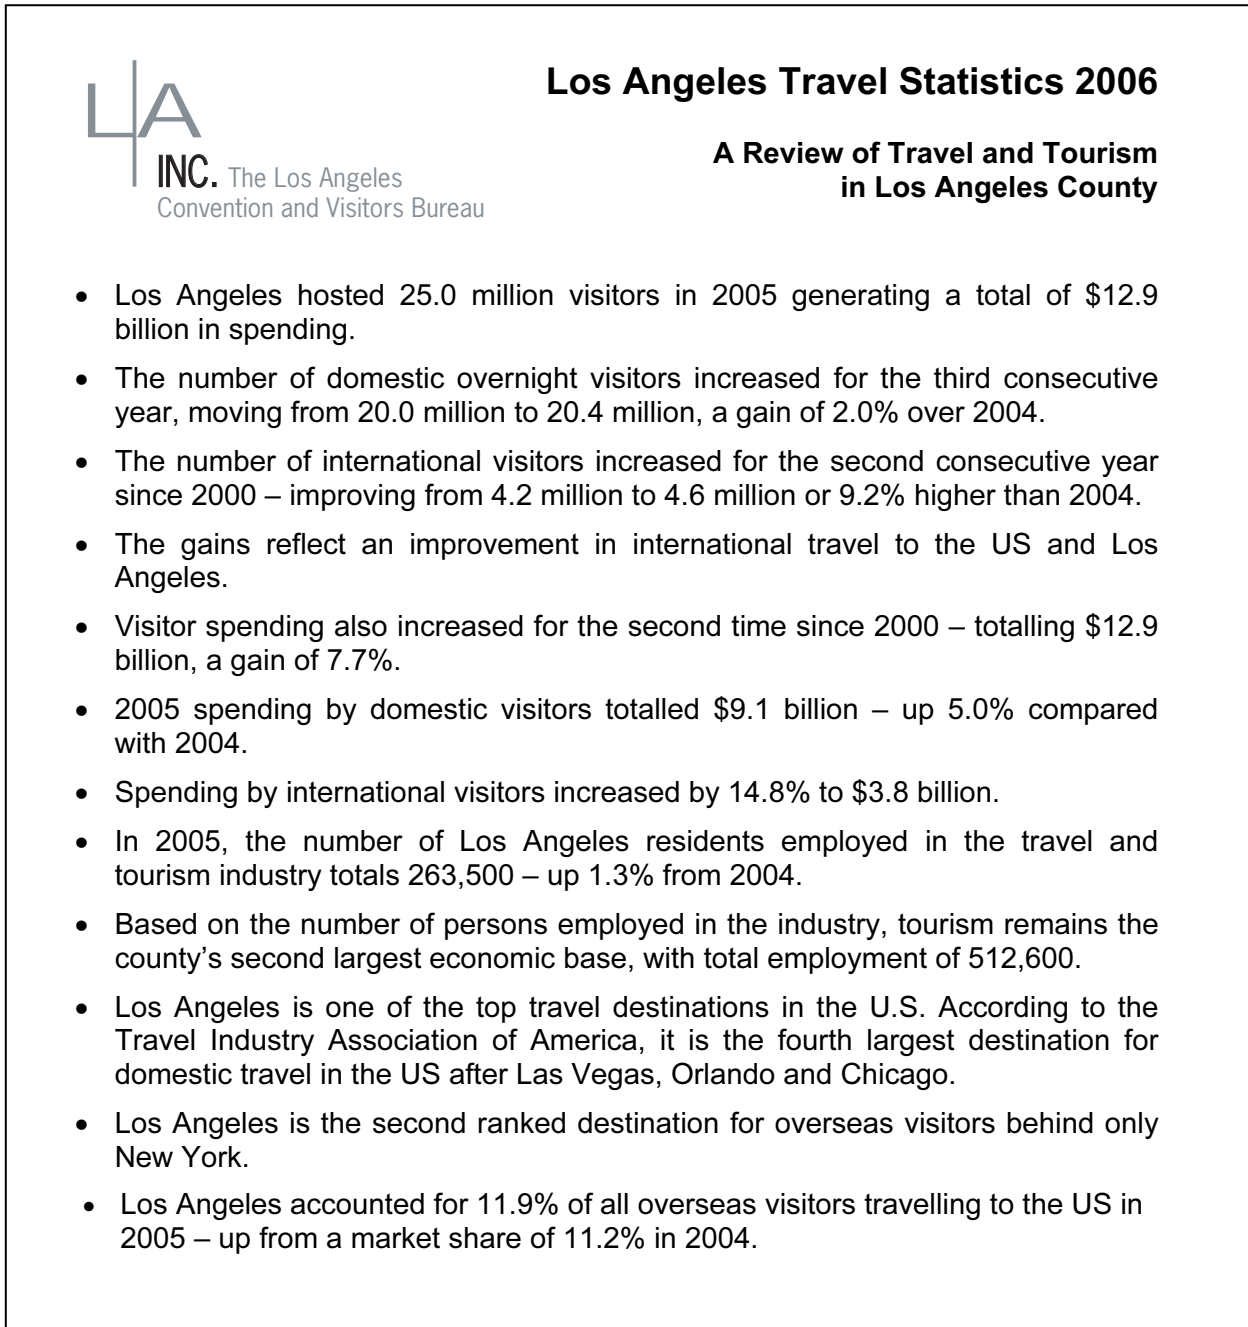 Los Angeles Travel Statistics 2006
A Review of Travel and Tourism
in Los Angeles County
LA
INC. The Los Angeles
Convention and Visitors Bureau
• Los Angeles hosted 25.0 million visitors in 2005 generating a total of $12.9
billion in spending.
• The number of domestic overnight visitors increased for the third consecutive
year, moving from 20.0 million to 20.4 million, a gain of 2.0% over 2004.
• The number of international visitors increased for the second consecutive year
since 2000 – improving from 4.2 million to 4.6 million or 9.2% higher than 2004.
• The gains reflect an improvement in international travel to the US and Los
Angeles.
• Visitor spending also increased for the second time since 2000 – totalling $12.9
billion, a gain of 7.7%.
• 2005 spending by domestic visitors totalled $9.1 billion – up 5.0% compared
with 2004.
• Spending by international visitors increased by 14.8% to $3.8 billion.
• In 2005, the number of Los Angeles residents employed in the travel and
tourism industry totals 263,500 – up 1.3% from 2004.
• Based on the number of persons employed in the industry, tourism remains the
county’s second largest economic base, with total employment of 512,600.
• Los Angeles is one of the top travel destinations in the U.S. According to the
Travel Industry Association of America, it is the fourth largest destination for
domestic travel in the US after Las Vegas, Orlando and Chicago.
• Los Angeles is the second ranked destination for overseas visitors behind only
New York.
• Los Angeles accounted for 11.9% of all overseas visitors travelling to the US in
2005 – up from a market share of 11.2% in 2004.